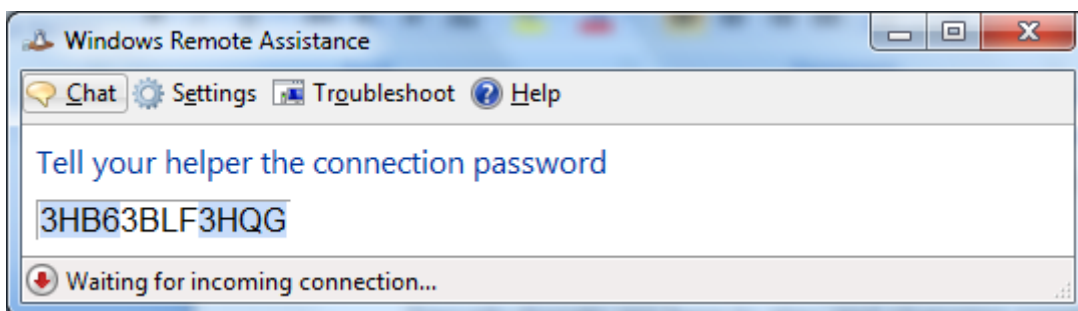 Windows Remote Assistance
Chat Settings Troubleshoot Help
Tell your helper the connection password
3HB63BLF3HQG
Waiting for incoming connection...